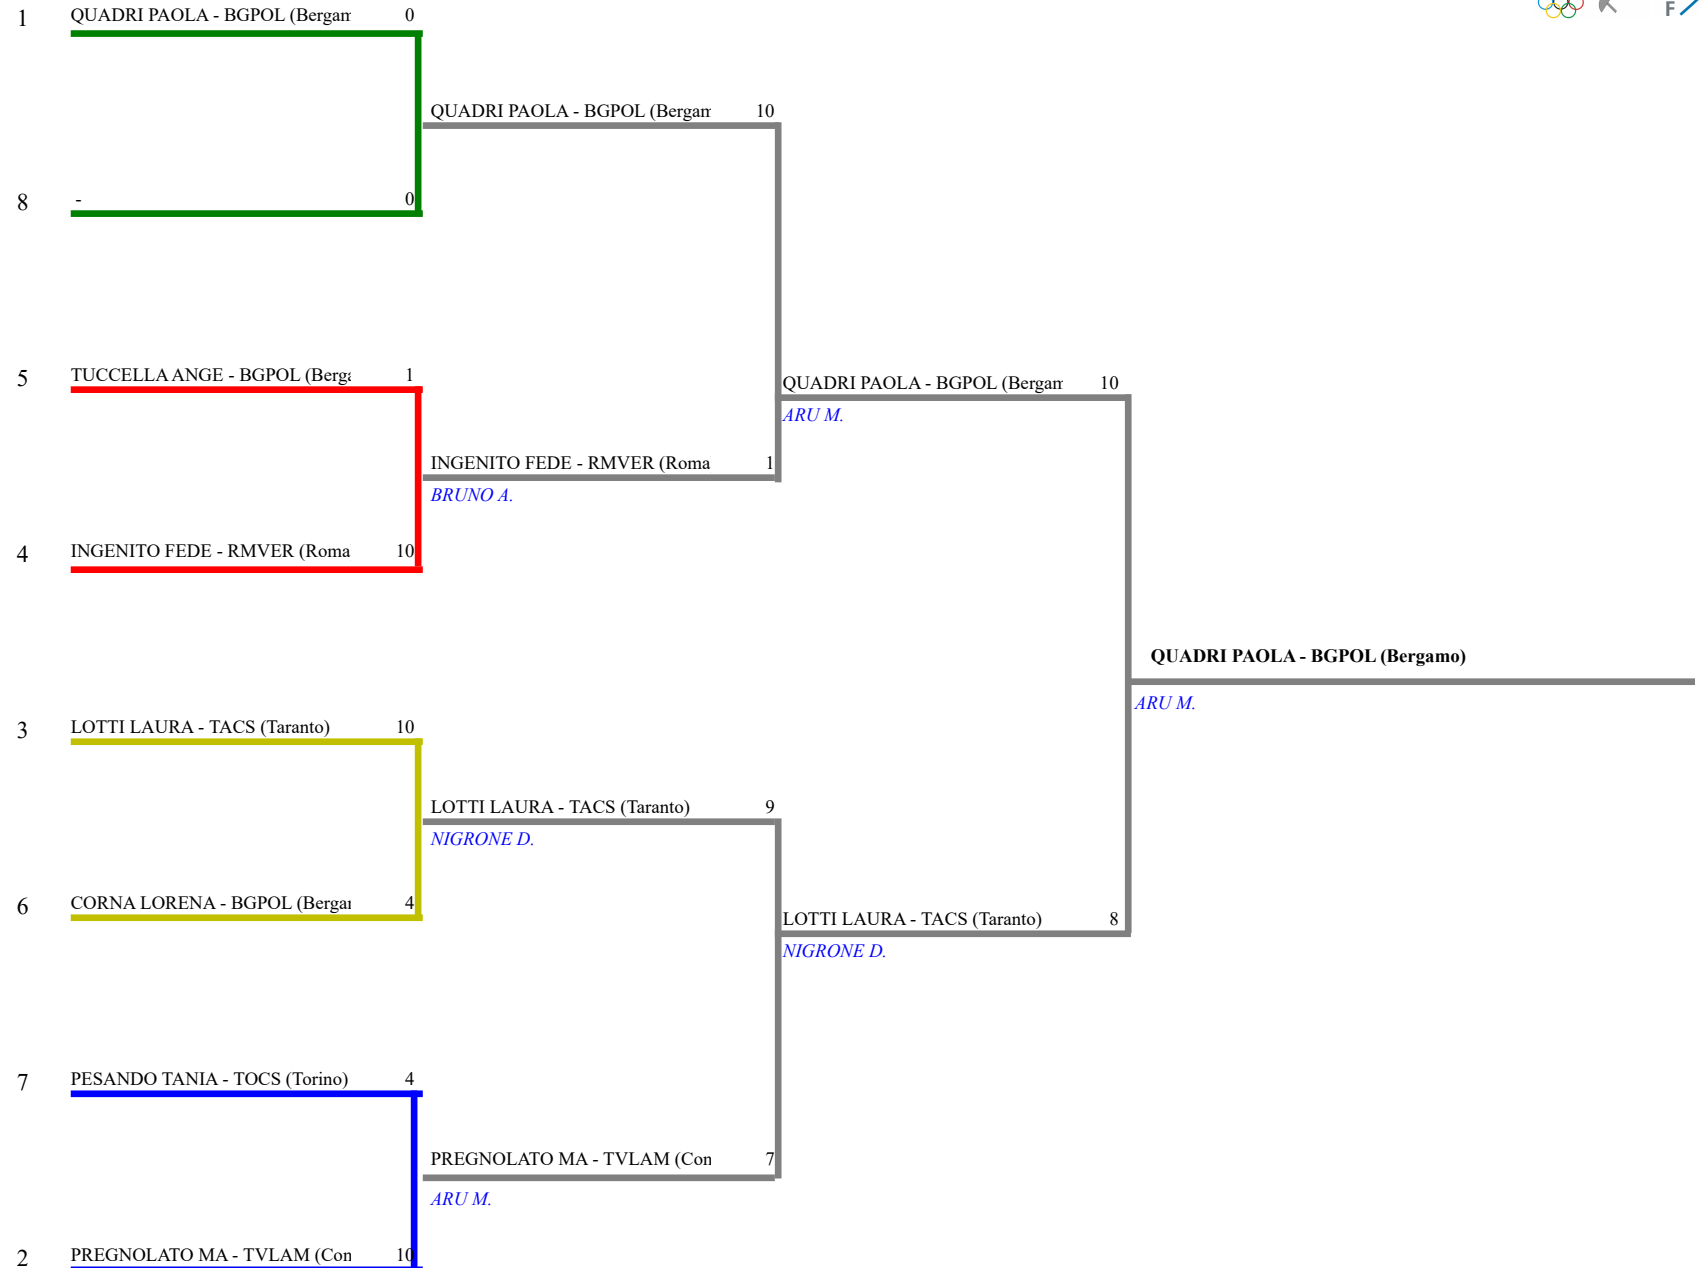 1 QUADRI PAOLA - BGPOL (Bergam 0
F
QUADRI PAOLA - BGPOL (Bergam 10
8 - 0
5 TUCCELLA ANGE - BGPOL (Berga 1
QUADRI PAOLA - BGPOL (Bergam 10
ARU M.
INGENITO FEDE - RMVER (Roma 1
BRUNO A.
4 INGENITO FEDE - RMVER (Roma 10
QUADRI PAOLA - BGPOL (Bergamo)
ARU M.
3 LOTTI LAURA - TACS (Taranto) 10
LOTTI LAURA - TACS (Taranto) 9
NIGRONE D.
6 CORNA LORENA - BGPOL (Bergar 4
LOTTI LAURA - TACS (Taranto) 8
NIGRONE D.
7 PESANDO TANIA - TOCS (Torino) 4
PREGNOLATO MA - TVLAM (Con 7
ARU M.
2 PREGNOLATO MA - TVLAM (Con 10